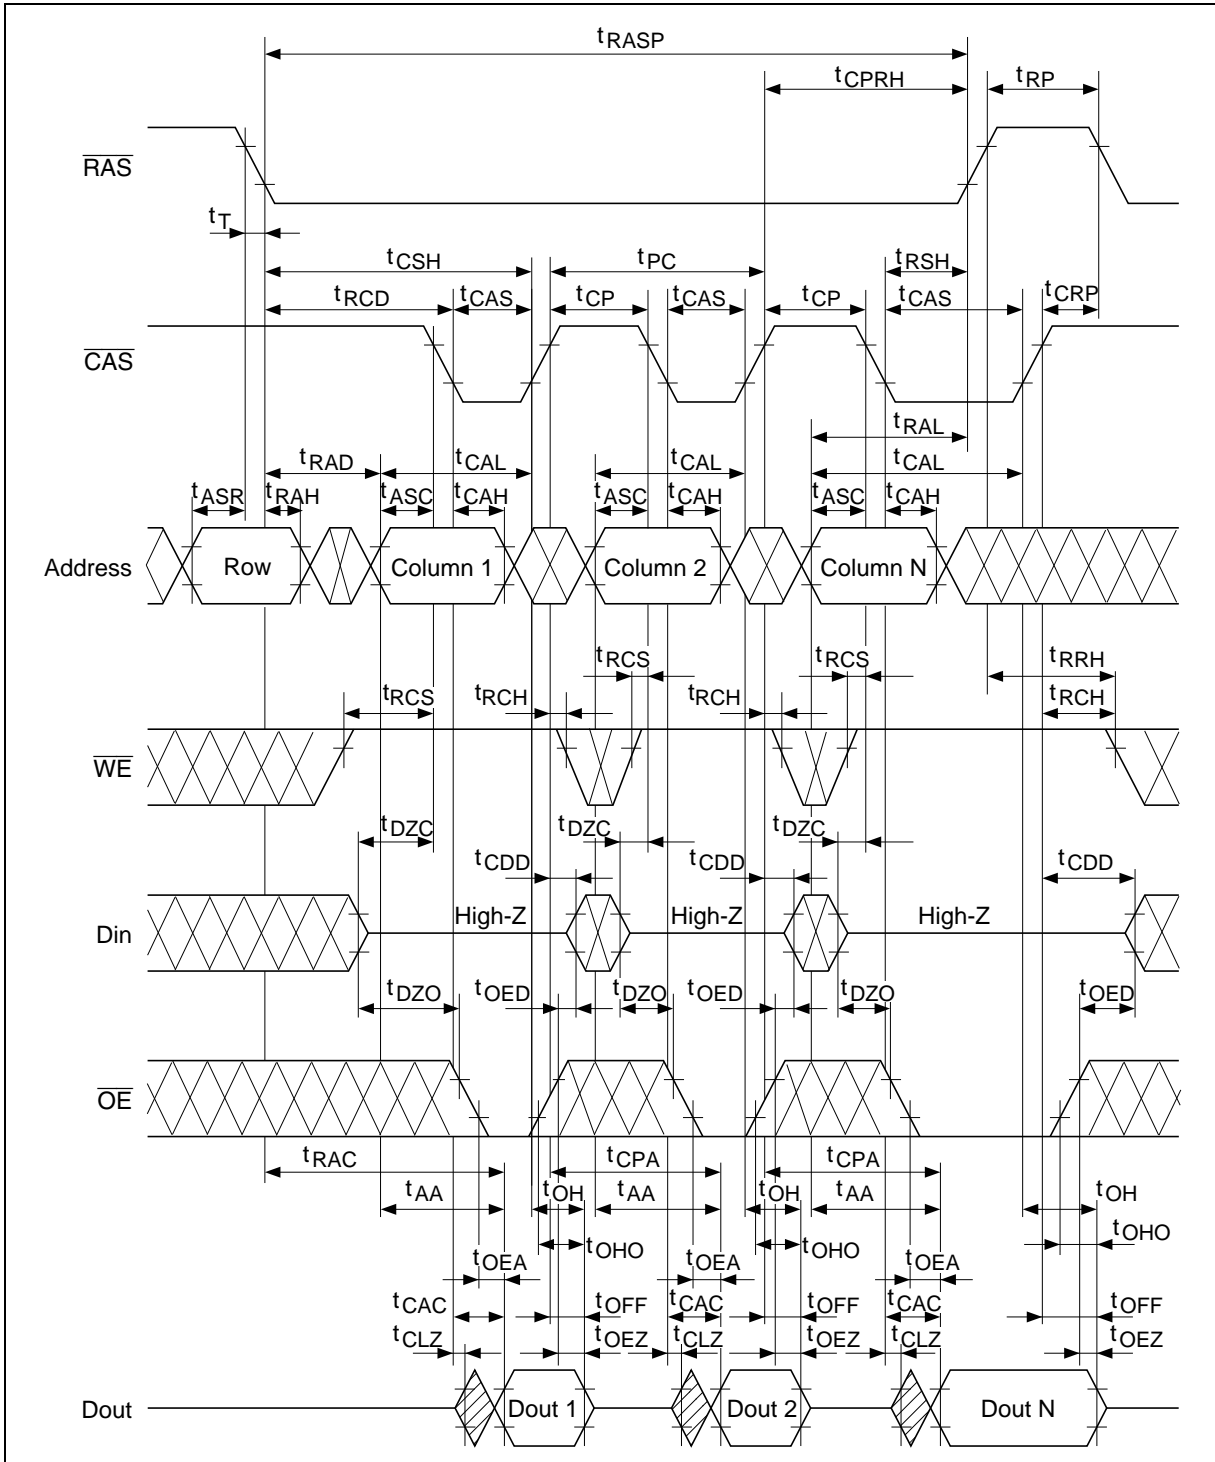 tRASP
tCPRH tRP
RAS
tT
tCSH tPC tRSH
tRCD tCAS tCP tCAS tCP tCAS tCRP
CAS
tRAL
tRAD tCAL tCAL tCAL
tASR tRAH tASC tCAH tASC tCAH tASC tCAH
Address Row Column 1 Column 2 Column N
tRCS tRCS tRRH
tRCS tRCH tRCH tRCH
WE
tDZC tDZC tDZC
tCDD tCDD tCDD
Din High-Z High-Z High-Z
tDZO tOED tDZO tOED tDZO tOED
OE
tRAC tCPA tCPA
tAA tOH tAA tOH tAA tOH
tOHO tOHO tOHO
tOEA tOEA tOEA
tCAC tOFF tCAC tOFF tCAC tOFF
tCLZ tOEZ tCLZ tOEZ tCLZ tOEZ
Dout Dout 1 Dout 2 Dout N